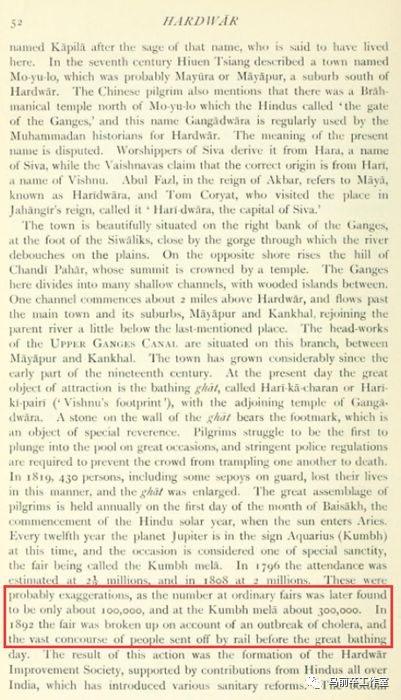 52 HARDWĀR
named Kāpilā after the sage of that name, who is said to have lived
here. In the seventh century Hiuen Tsiang described a town named
Mo-yu-lo, which was probably Mayūra or Māyāpur, a suburb south of
Hardwār. The Chinese pilgrim also mentions that there was a Brāh-
manical temple north of Mo-yu-lo which the Hindus called ‘the gate
of the Ganges,’ and this name Gangādwāra is regularly used by the
Muhammadan historians for Hardwār. The meaning of the present
name is disputed. Worshippers of Siva derive it from Hara, a name
of Siva, while the Vaishnavas claim that the correct origin is from Hari,
a name of Vishnu. Abul Fazl, in the reign of Akbar, refers to Māyā,
known as Harīdwāra, and Tom Coryat, who visited the place in
Jahāngīr's reign, called it ‘Harī-dwāra, the capital of Siva.’
The town is beautifully situated on the right bank of the Ganges,
at the foot of the Siwāliks, close by the gorge through which the river
debouches on the plains. On the opposite shore rises the hill of
Chandī Pahār, whose summit is crowned by a temple. The Ganges
here divides into many shallow channels, with wooded islands between.
One channel commences about 2 miles above Hardwār, and flows past
the main town and its suburbs, Māyāpur and Kankhal, rejoining the
parent river a little below the last-mentioned place. The head-works
of the UPPER GANGES CANAL are situated on this branch, between
Māyāpur and Kankhal. The town has grown considerably since the
early part of the nineteenth century. At the present day the great
object of attraction is the bathing ghāt, called Harī-kā-charan or Harī-
kī-pairī (‘Vishnu's footprint’), with the adjoining temple of Gangā-
dwāra. A stone on the wall of the ghāt bears the footmark, which is
an object of special reverence. Pilgrims struggle to be the first to
plunge into the pool on great occasions, and stringent police regulations
are required to prevent the crowd from trampling one another to death.
In 1819, 430 persons, including some sepoys on guard, lost their lives
in this manner, and the ghāt was enlarged. The great assemblage of
pilgrims is held annually on the first day of the month of Baisākh, the
commencement of the Hindu solar year, when the sun enters Aries.
Every twelfth year the planet Jupiter is in the sign Aquarius (Kumbh)
at this time, and the occasion is considered one of special sanctity,
the fair being called the Kumbh melā. In 1796 the attendance was
estimated at 2½ millions, and in 1808 at 2 millions. These were
probably exaggerations, as the number at ordinary fairs was later found
to be only about 100,000, and at the Kumbh melā about 300,000. In
1892 the fair was broken up on account of an outbreak of cholera, and
the vast concourse of people sent off by rail before the great bathing
day. The result of this action was the formation of the Hardwār
Improvement Society, supported by contributions from Hindus all over
India, which has introduced various sanitary reforms.